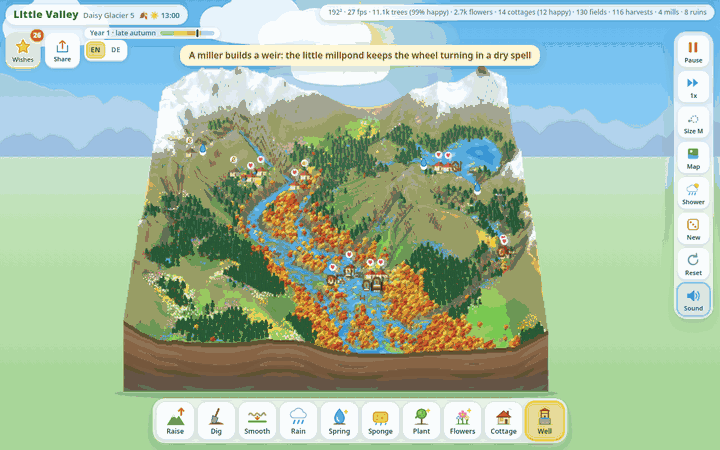 Little Valley Daisy Glacier 5 13:00
192² · 27 fps · 11.1k trees (99% happy) · 2.7k flowers · 14 cottages (12 happy) · 130 fields · 116 harvests · 4 mills · 8 ruins
Year 1 · late autumn
26
Wishes
Share
EN
DE
A miller builds a weir: the little millpond keeps the wheel turning in a dry spell
Pause
1x
Size M
Map
Shower
New
Reset
Sound
Raise
Dig
Smooth
Rain
Spring
Sponge
Plant
Flowers
Cottage
Well